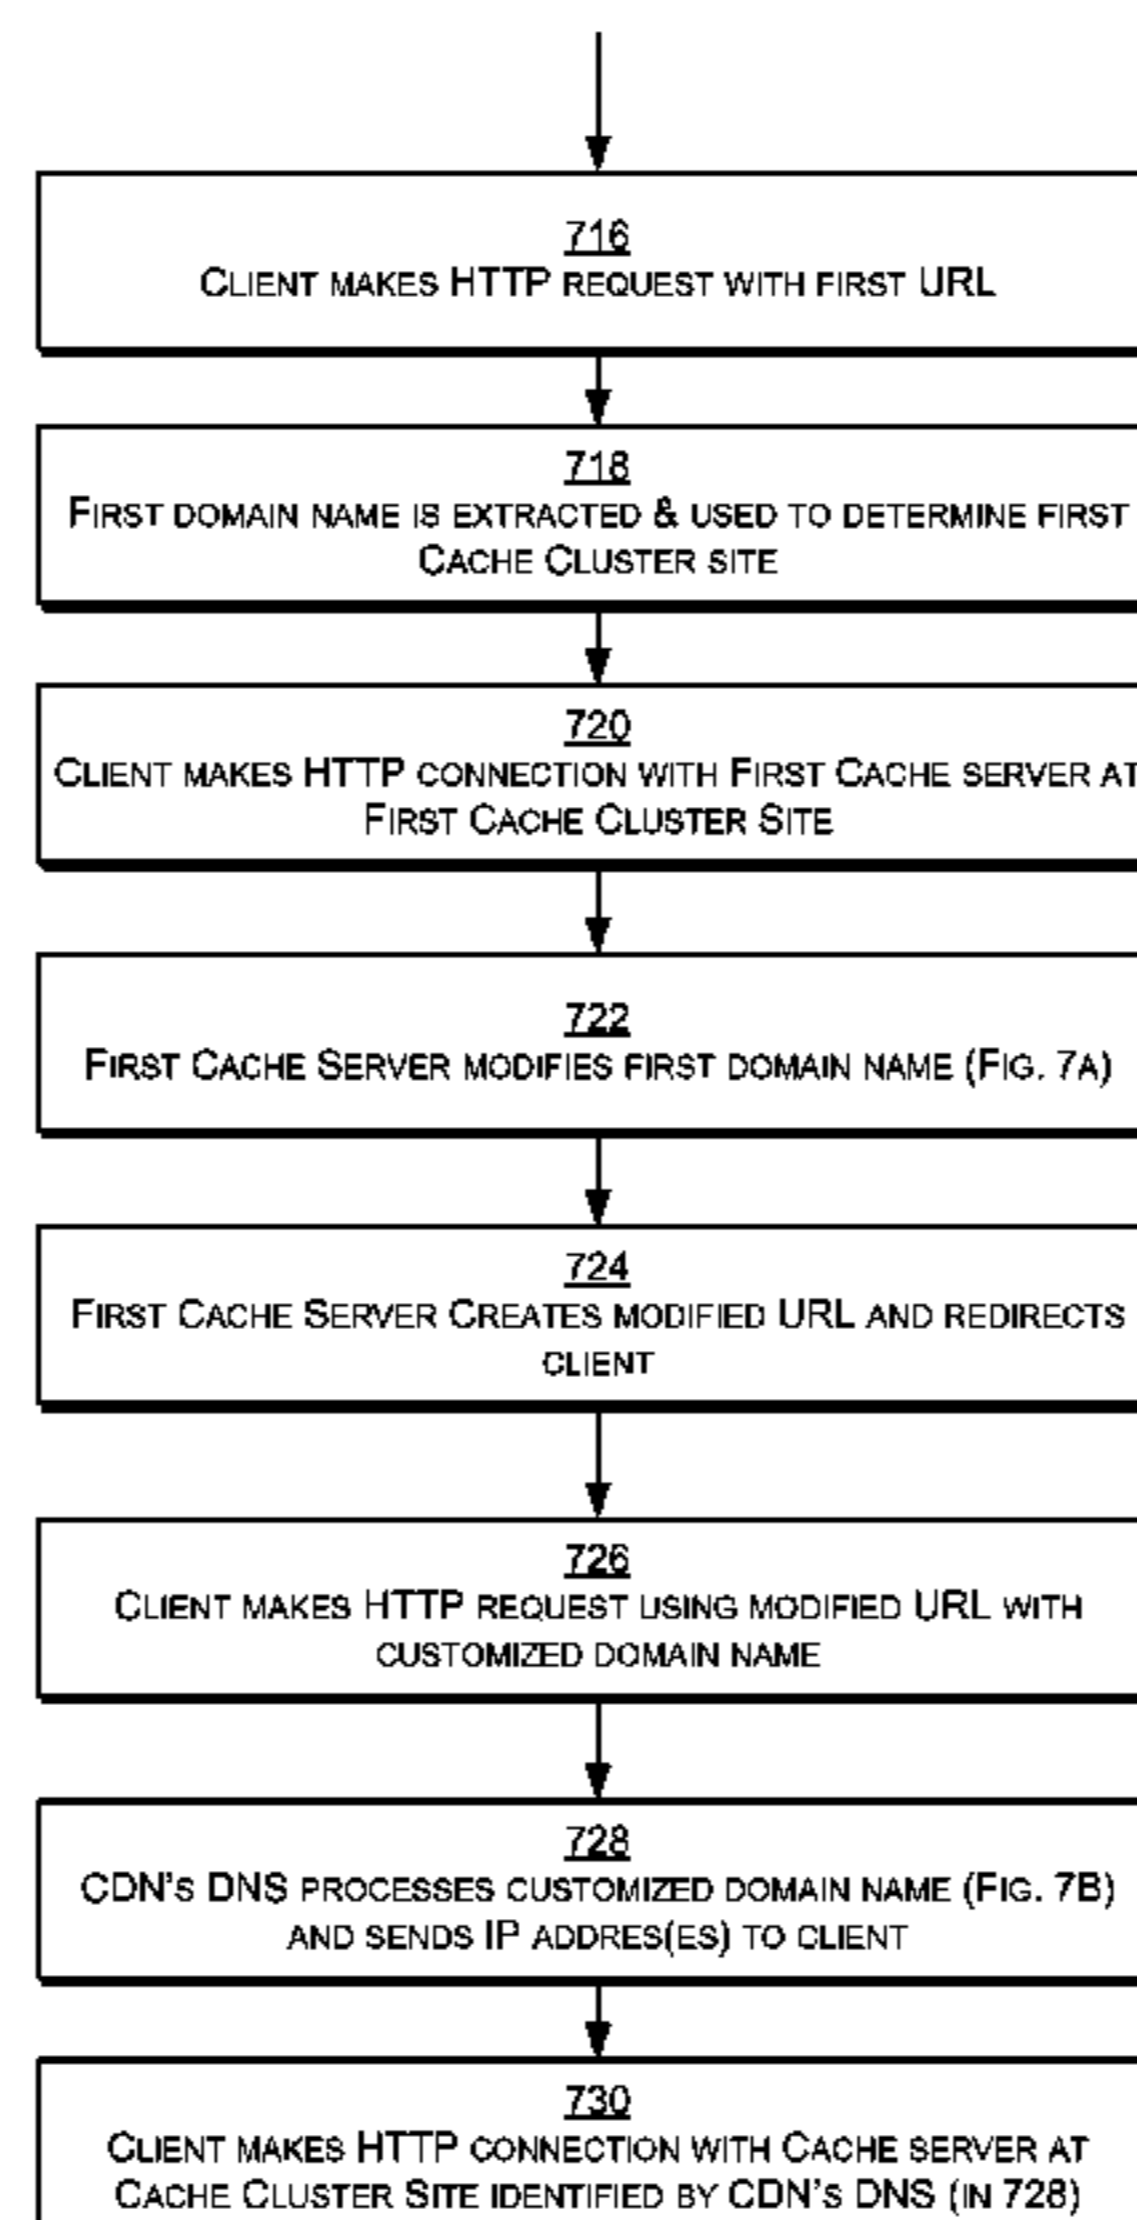 716
CLIENT MAKES HTTP REQUEST WITH FIRST URL
718
FIRST DOMAIN NAME IS EXTRACTED & USED TO DETERMINE FIRST
CACHE CLUSTER SITE
720
CLIENT MAKES HTTP CONNECTION WITH FIRST CACHE SERVER AT
FIRST CACHE CLUSTER SITE
722
FIRST CACHE SERVER MODIFIES FIRST DOMAIN NAME (FIG. 7A)
724
FIRST CACHE SERVER CREATES MODIFIED URL AND REDIRECTS
CLIENT
726
CLIENT MAKES HTTP REQUEST USING MODIFIED URL WITH
CUSTOMIZED DOMAIN NAME
728
CDN'S DNS PROCESSES CUSTOMIZED DOMAIN NAME (FIG. 7B)
AND SENDS IP ADDRES(ES) TO CLIENT
730
CLIENT MAKES HTTP CONNECTION WITH CACHE SERVER AT
CACHE CLUSTER SITE IDENTIFIED BY CDN'S DNS (IN 728)